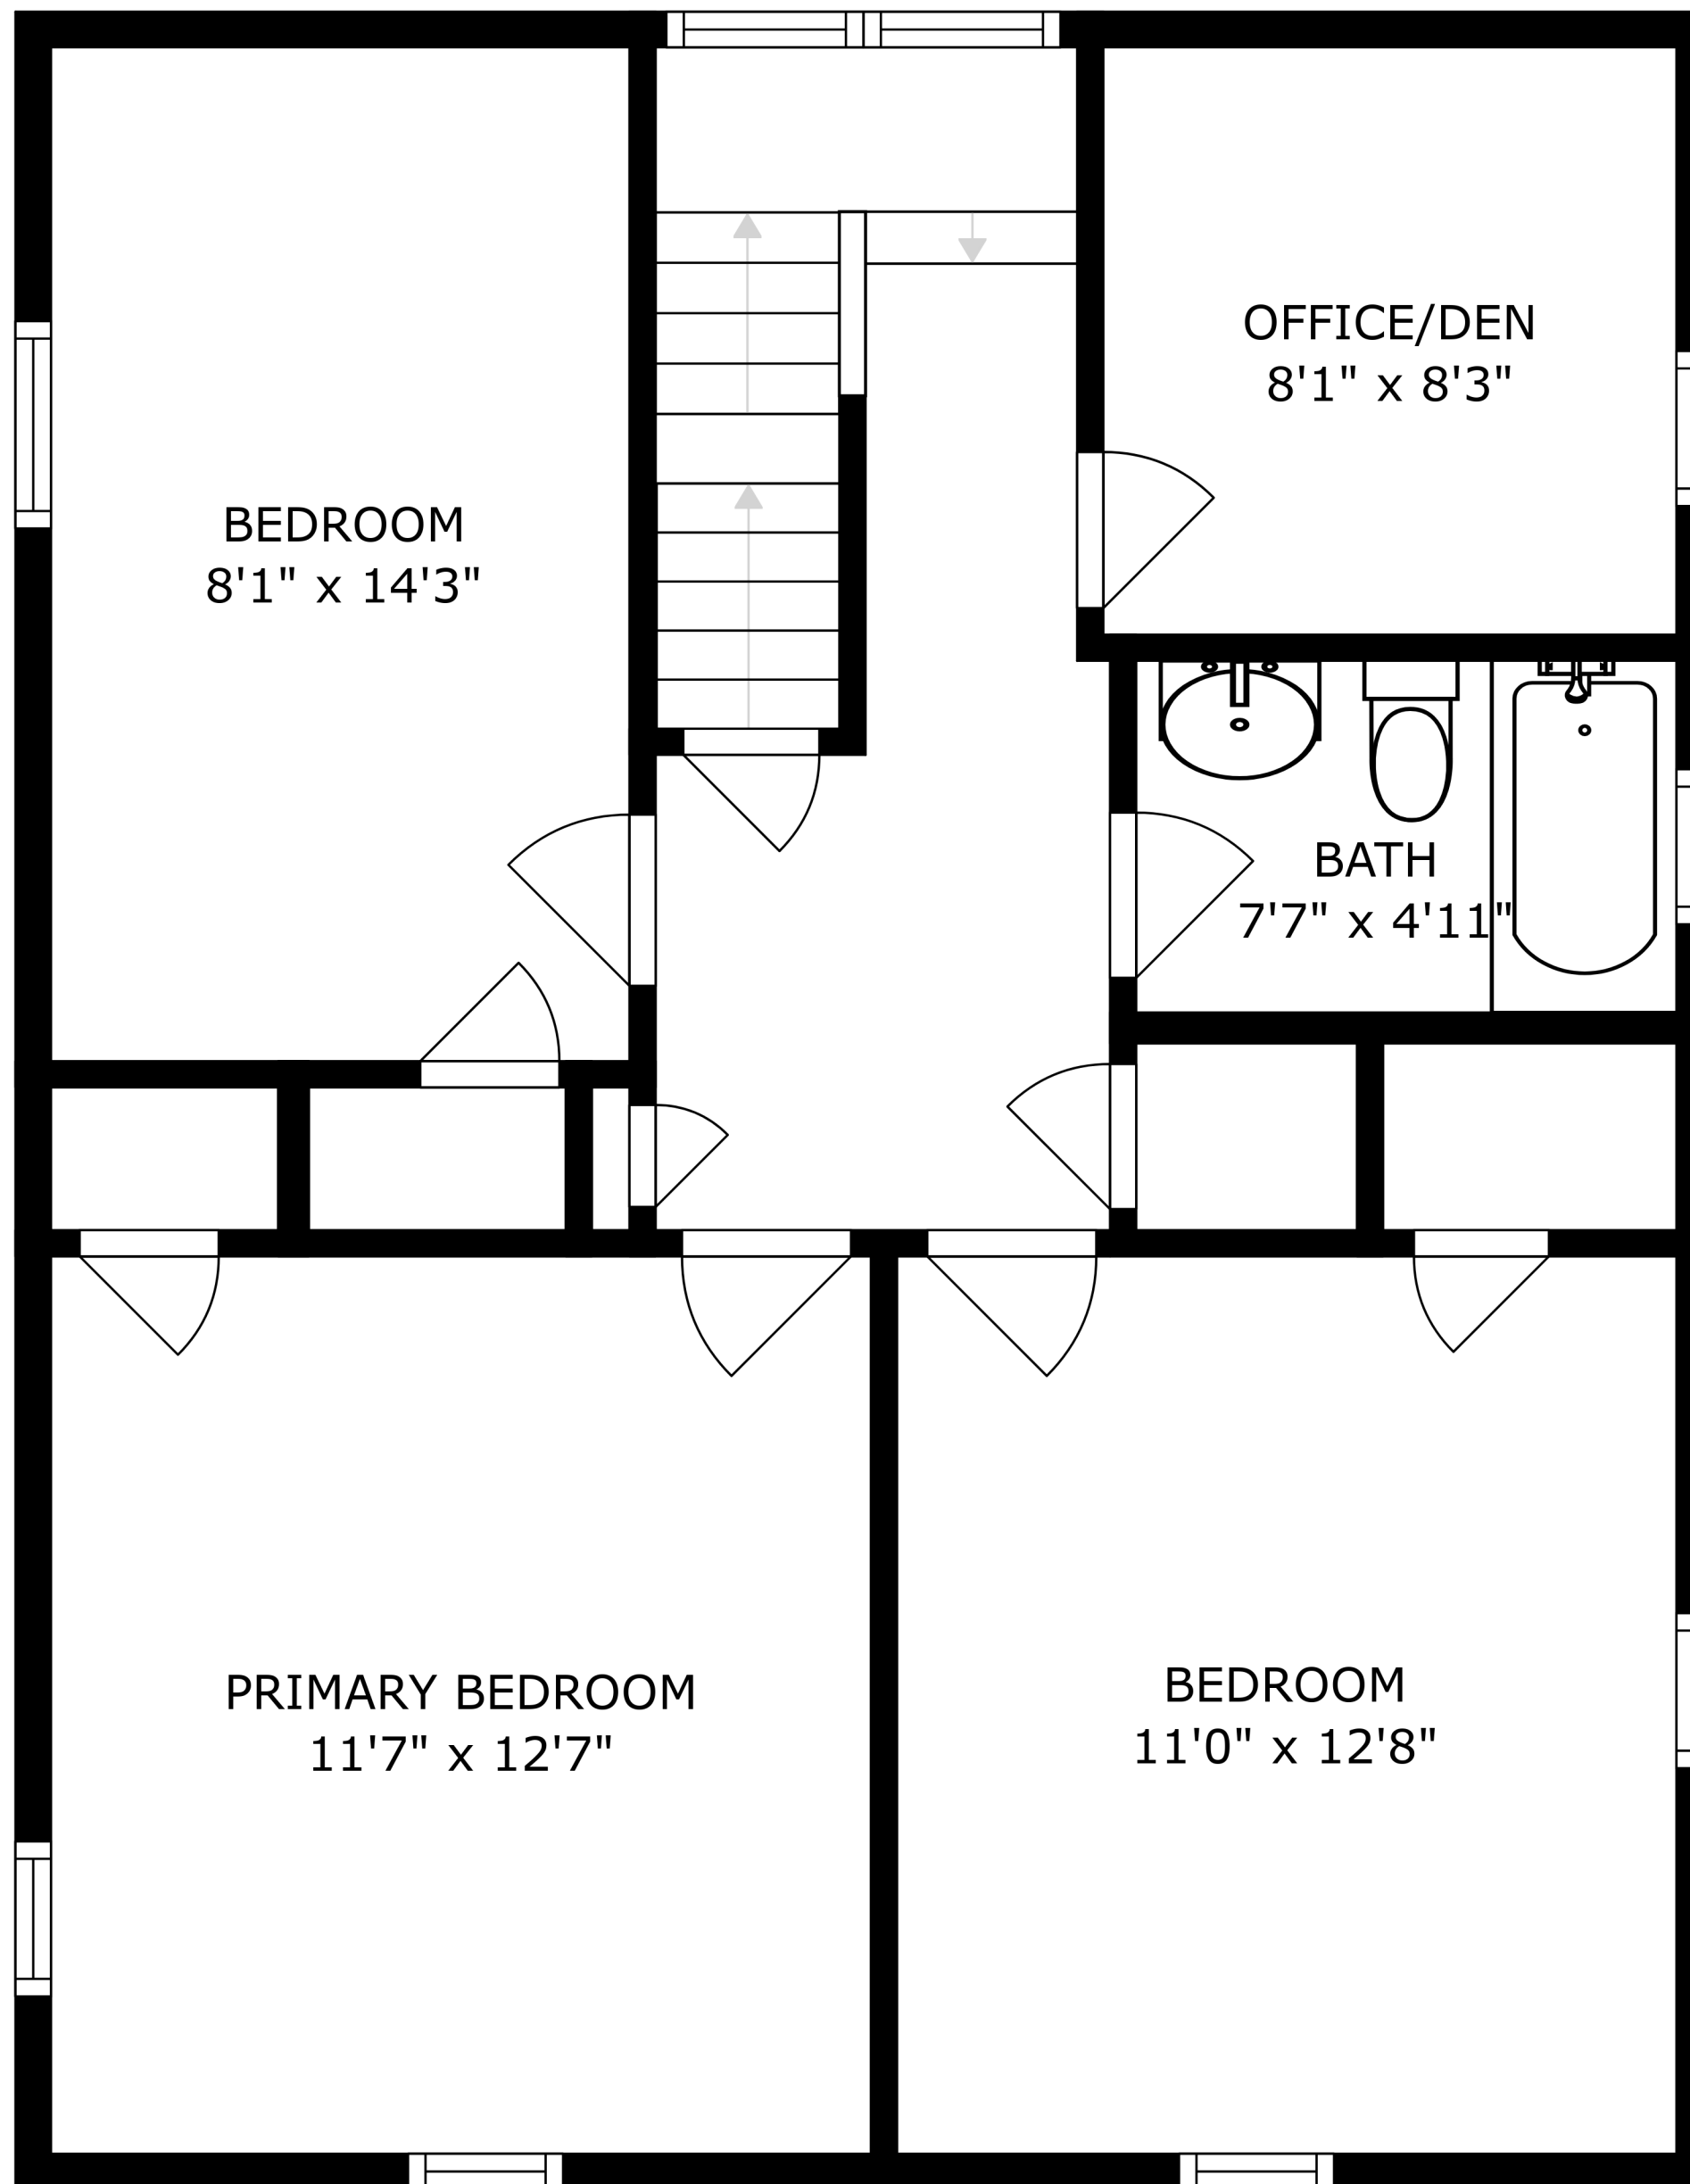 OFFICE/DEN
8'1" x 8'3"
BEDROOM
8'1" x 14'3"
BATH
7'7" x 4'11"
PRIMARY BEDROOM
11'7" x 12'7"
BEDROOM
11'0" x 12'8"